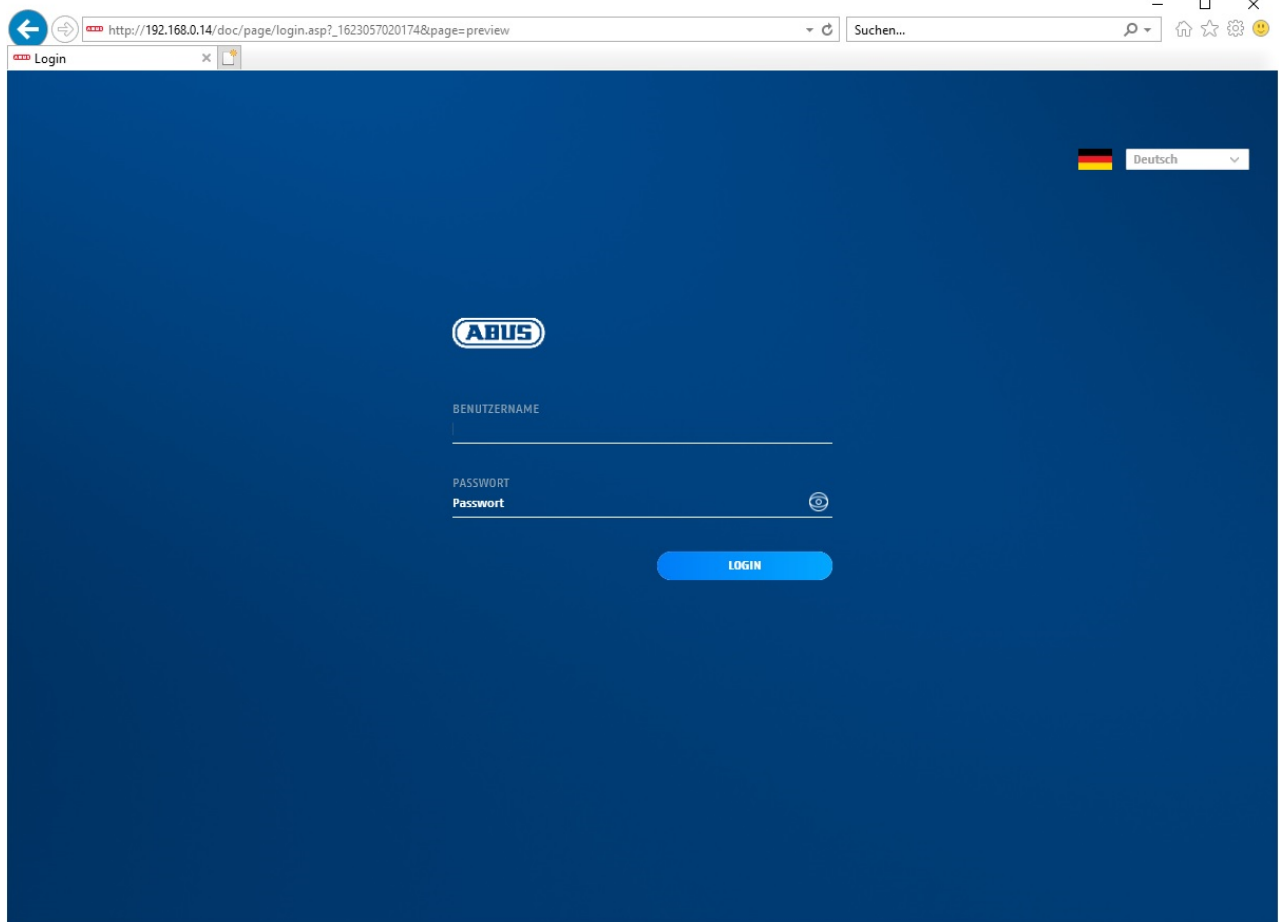 http://192.168.0.14/doc/page/login.asp?_1623057020174&page=preview
Suchen...
Login
Deutsch
ABUS
BENUTZERNAME
PASSWORT
Passwort
LOGIN